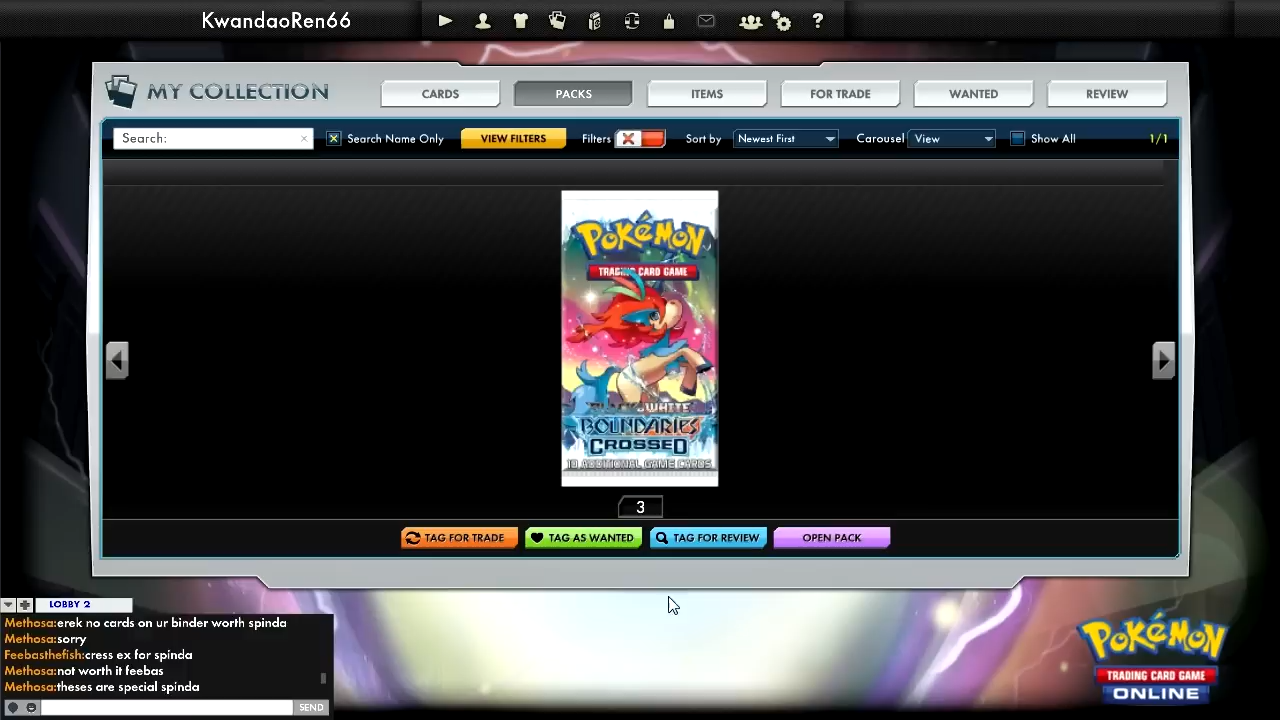 KwandaoRen66
?
MY COLLECTION
CARDS
PACKS
ITEMS
FOR TRADE
WANTED
REVIEW
Search:
Search Name Only
VIEW FILTERS
Filters
Sort by
Newest First
Carousel
View
Show All
1/1
POKéMON
TRADING CARD GAME
BLACK & WHITE
BOUNDARIES
CROSSED
10 ADDITIONAL GAME CARDS
3
TAG FOR TRADE
TAG AS WANTED
TAG FOR REVIEW
OPEN PACK
LOBBY 2
Methosa:erek no cards on ur binder worth spinda
Methosa:sorry
Feebasthefish:cress ex for spinda
Methosa:not worth it feebas
Methosa:theses are special spinda
SEND
POKéMON
TRADING CARD GAME
ONLINE